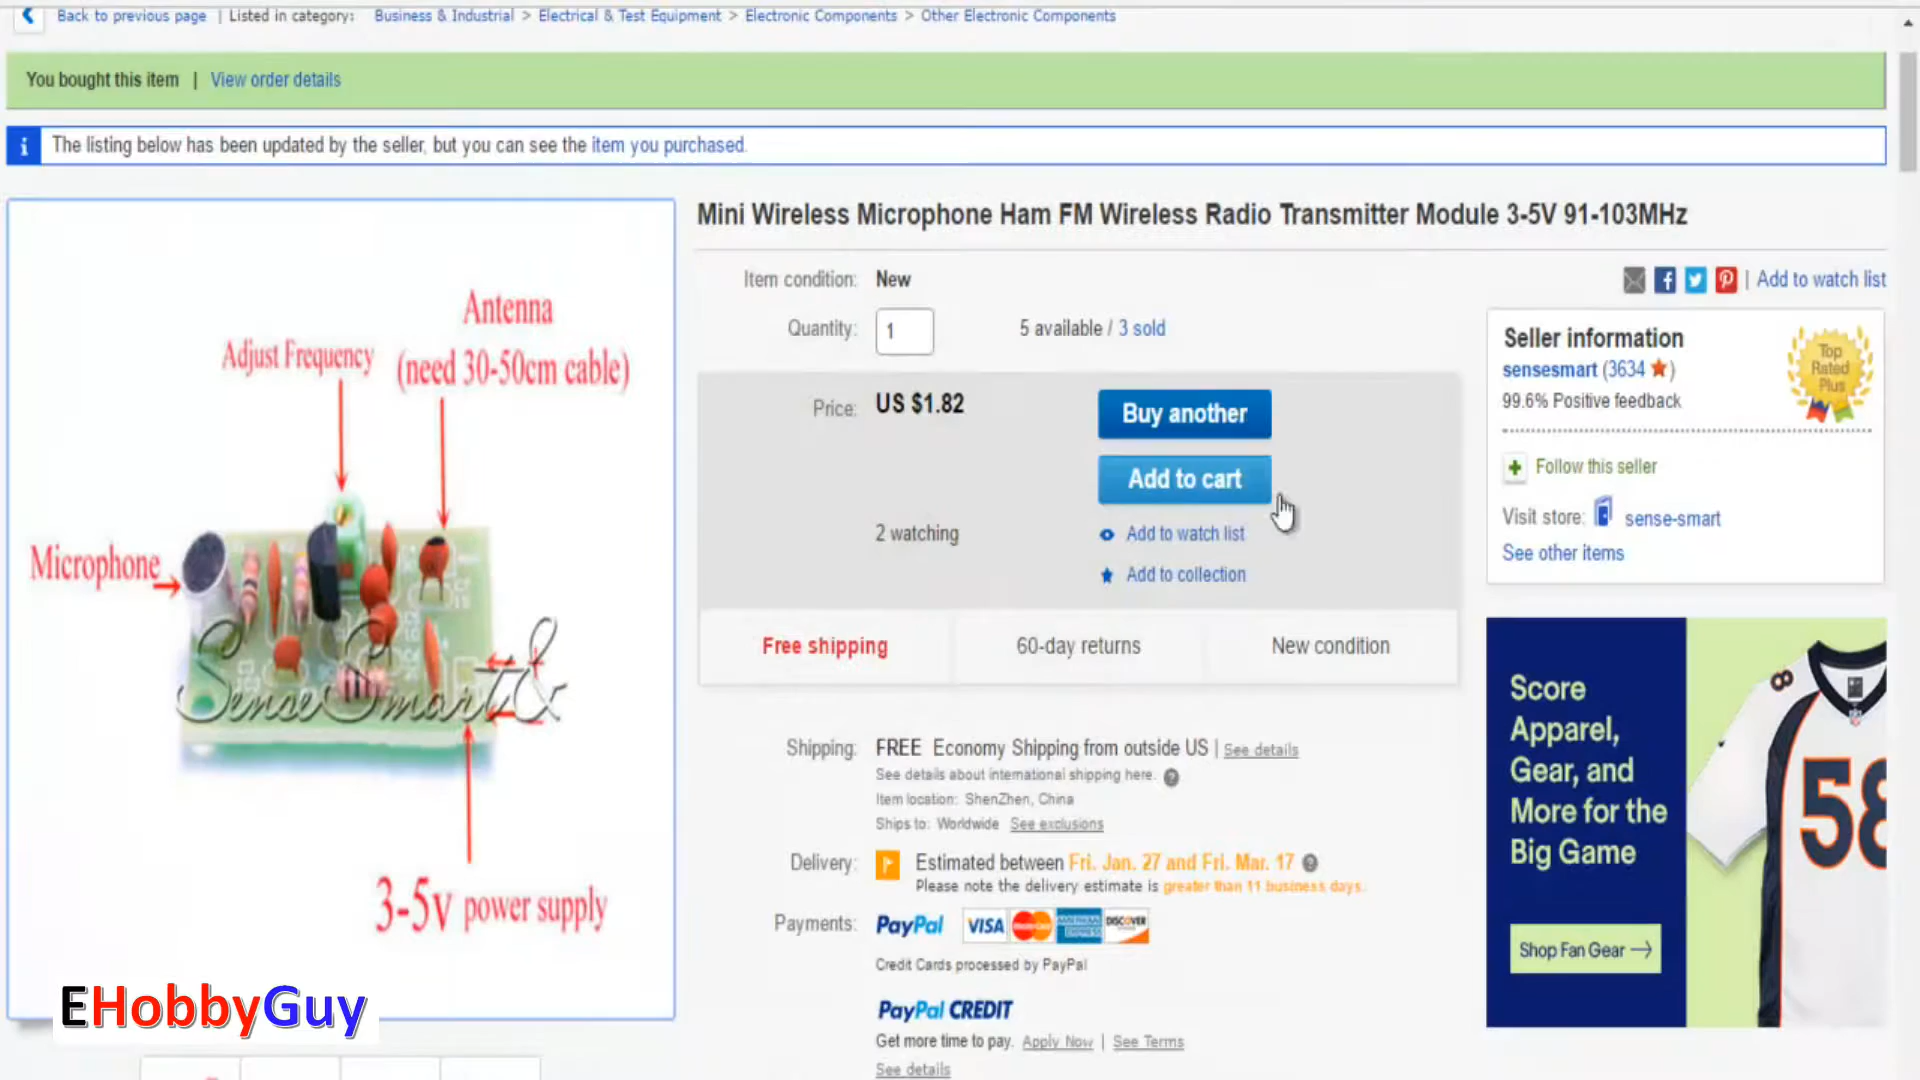 Back to previous page | Listed in category: Business & Industrial > Electrical & Test Equipment > Electronic Components > Other Electronic Components
You bought this item | View order details
i The listing below has been updated by the seller, but you can see the item you purchased.
Antenna
Adjust Frequency
(need 30-50cm cable)
Microphone
SenseSmart
3-5v power supply
EHobbyGuy
Mini Wireless Microphone Ham FM Wireless Radio Transmitter Module 3-5V 91-103MHz
Item condition: New
Quantity: 1 5 available / 3 sold
Price: US $1.82
Buy another
Add to cart
2 watching
Add to watch list
Add to collection
Free shipping 60-day returns New condition
Shipping: FREE Economy Shipping from outside US | See details
See details about international shipping here.
Item location: ShenZhen, China
Ships to: Worldwide See exclusions
Delivery: Estimated between Fri. Jan. 27 and Fri. Mar. 17
Please note the delivery estimate is greater than 11 business days.
Payments: PayPal VISA MasterCard AMERICAN EXPRESS DISCOVER
Credit Cards processed by PayPal
PayPal CREDIT
Get more time to pay. Apply Now | See Terms
See details
| Add to watch list
Seller information
sensesmart (3634 )
99.6% Positive feedback
Top
Rated
Plus
Follow this seller
Visit store: sense-smart
See other items
Score
Apparel,
Gear, and
More for the
Big Game
Shop Fan Gear →
8
58